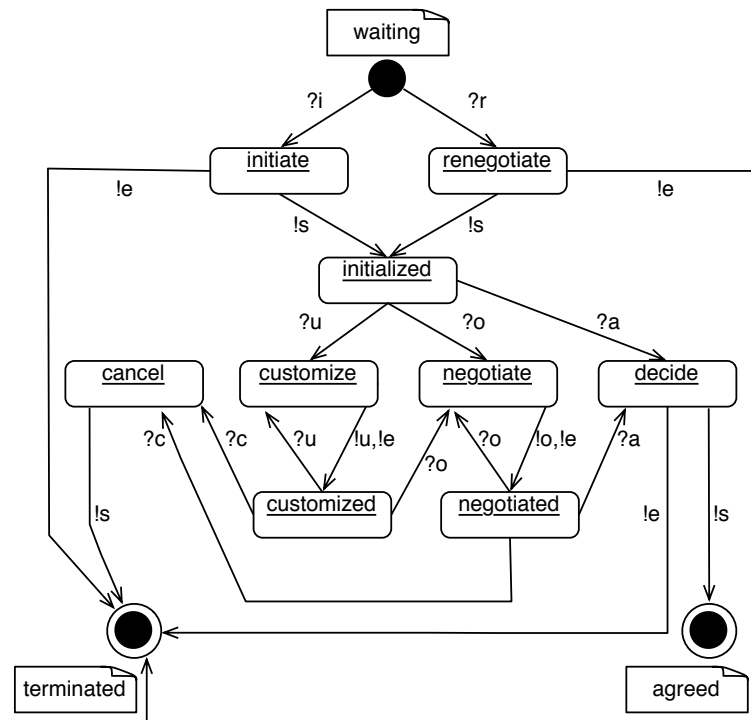 waiting
?i
?r
initiate
renegotiate
!e
!e
!s
!s
initialized
?u
?o
?a
cancel
customize
negotiate
decide
?c
?c
?u
!u,!e
?o
?o
!o,!e
?a
customized
negotiated
!s
!e
!s
terminated
agreed